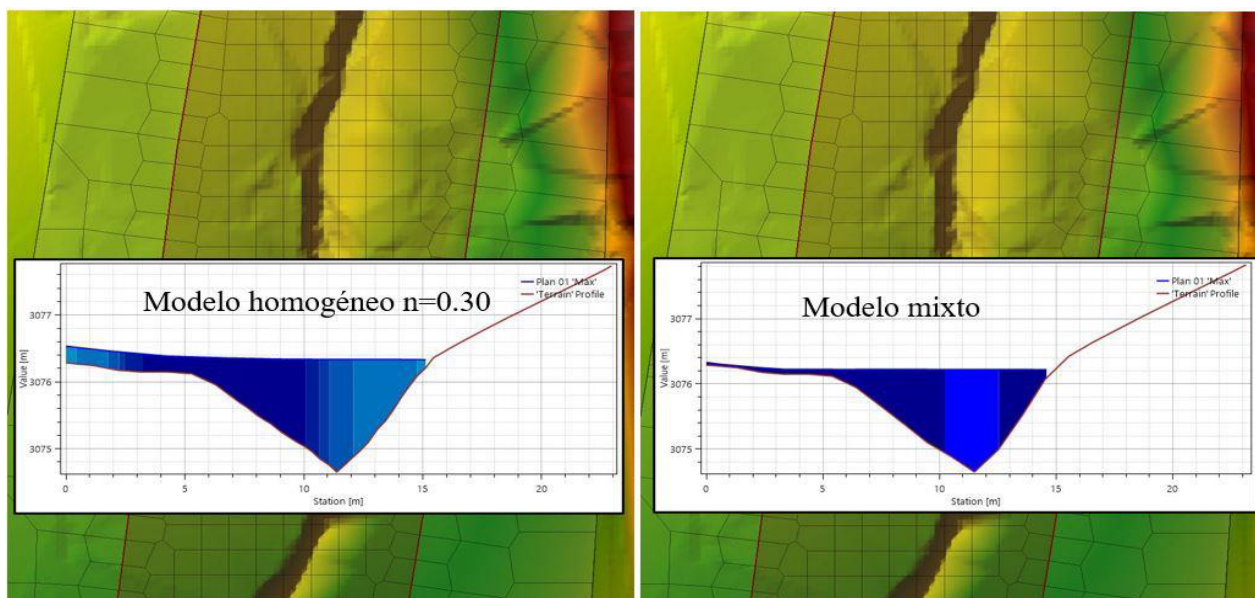 Modelo homogéneo n=0.30
Plan 01 'Max'
'Terrain' Profile
Value [m]
3077
3076
3075
0 5 10 15 20
Station [m]
Modelo mixto
Plan 01 'Max'
'Terrain' Profile
Value [m]
3077
3076
3075
0 5 10 15 20
Station [m]